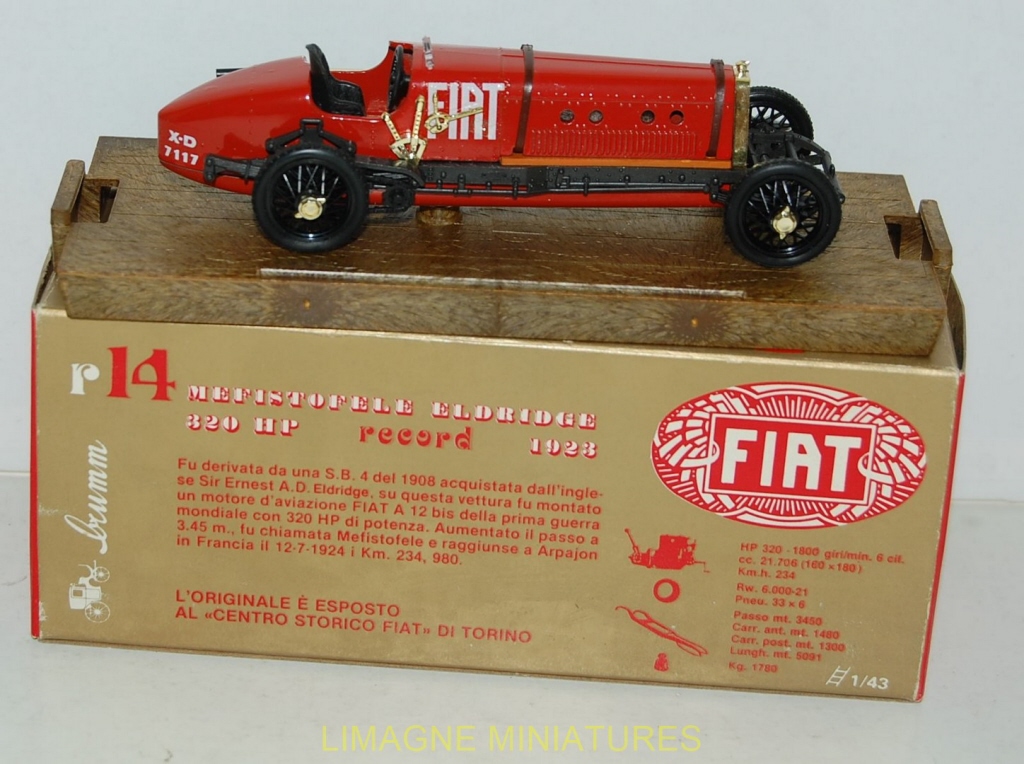 FIAT
X-D
7117
r 14
MEFISTOFELE ELDRIDGE
320 HP record 1923
Fu derivata da una S.B. 4 del 1908 acquistata dall'ingle-
se Sir Ernest A.D. Eldridge, su questa vettura fu montato
un motore d'aviazione FIAT A 12 bis della prima guerra
mondiale con 320 HP di potenza. Aumentato il passo a
3.45 m., fu chiamata Mefistofele e raggiunse a Arpajon
in Francia il 12-7-1924 i Km. 234, 980.
L'ORIGINALE È ESPOSTO
AL «CENTRO STORICO FIAT» DI TORINO
brumm
FIAT
HP 320 - 1800 giri/min. 6 cil.
cc. 21.706 (160 x 180)
Km.h. 234
Rw. 6.000-21
Pneu. 33 x 6
Passo mt. 3450
Carr. ant. mt. 1480
Carr. post. mt. 1300
Lungh. mt. 5091
Kg. 1780
1/43
LIMAGNE MINIATURES